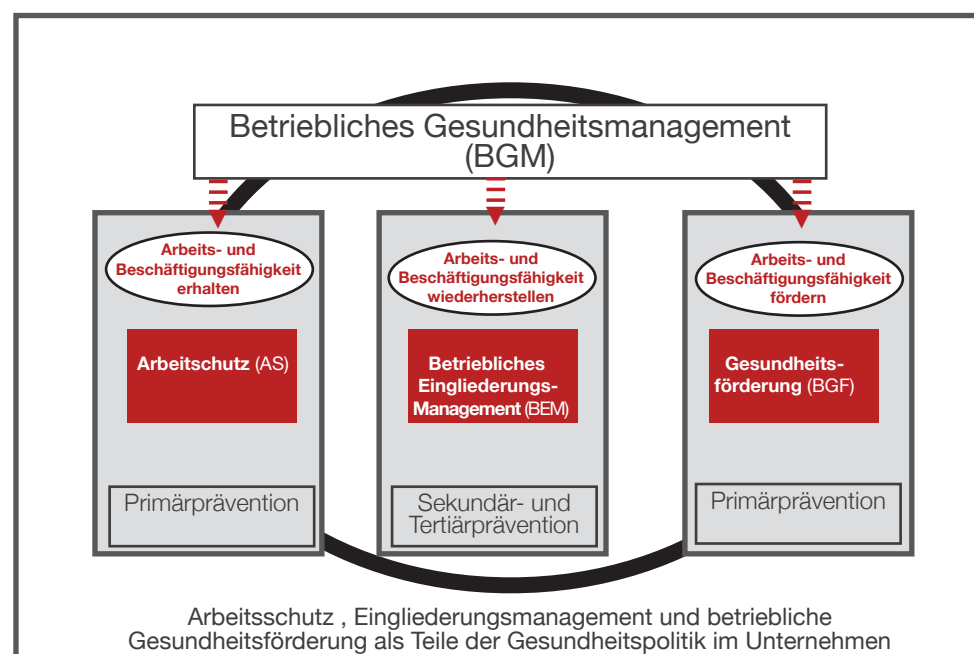 Betriebliches Gesundheitsmanagement
(BGM)
Arbeits- und
Beschäftigungsfähigkeit
erhalten
Arbeitschutz (AS)
Primärprävention
Arbeits- und
Beschäftigungsfähigkeit
wiederherstellen
Betriebliches
Eingliederungs-
Management (BEM)
Sekundär- und
Tertiärprävention
Arbeits- und
Beschäftigungsfähigkeit
fördern
Gesundheits-
förderung (BGF)
Primärprävention
Arbeitsschutz , Eingliederungsmanagement und betriebliche
Gesundheitsförderung als Teile der Gesundheitspolitik im Unternehmen